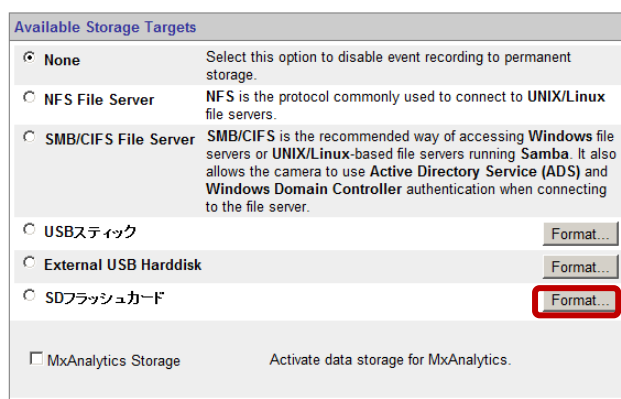 Available Storage Targets
None
Select this option to disable event recording to permanent
storage.
NFS File Server
NFS is the protocol commonly used to connect to UNIX/Linux
file servers.
SMB/CIFS File Server
SMB/CIFS is the recommended way of accessing Windows file
servers or UNIX/Linux-based file servers running Samba. It also
allows the camera to use Active Directory Service (ADS) and
Windows Domain Controller authentication when connecting
to the file server.
USBスティック
Format...
External USB Harddisk
Format...
SDフラッシュカード
Format...
MxAnalytics Storage
Activate data storage for MxAnalytics.